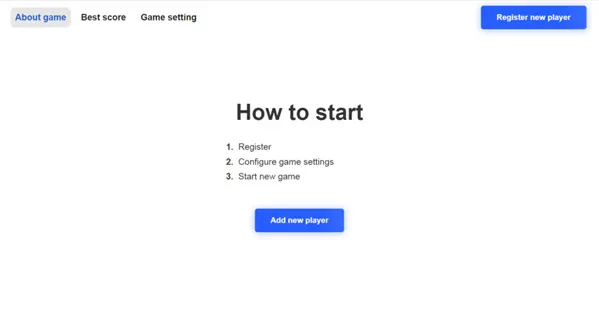 About game Best score Game setting Register new player
How to start
1. Register
2. Configure game settings
3. Start new game
Add new player